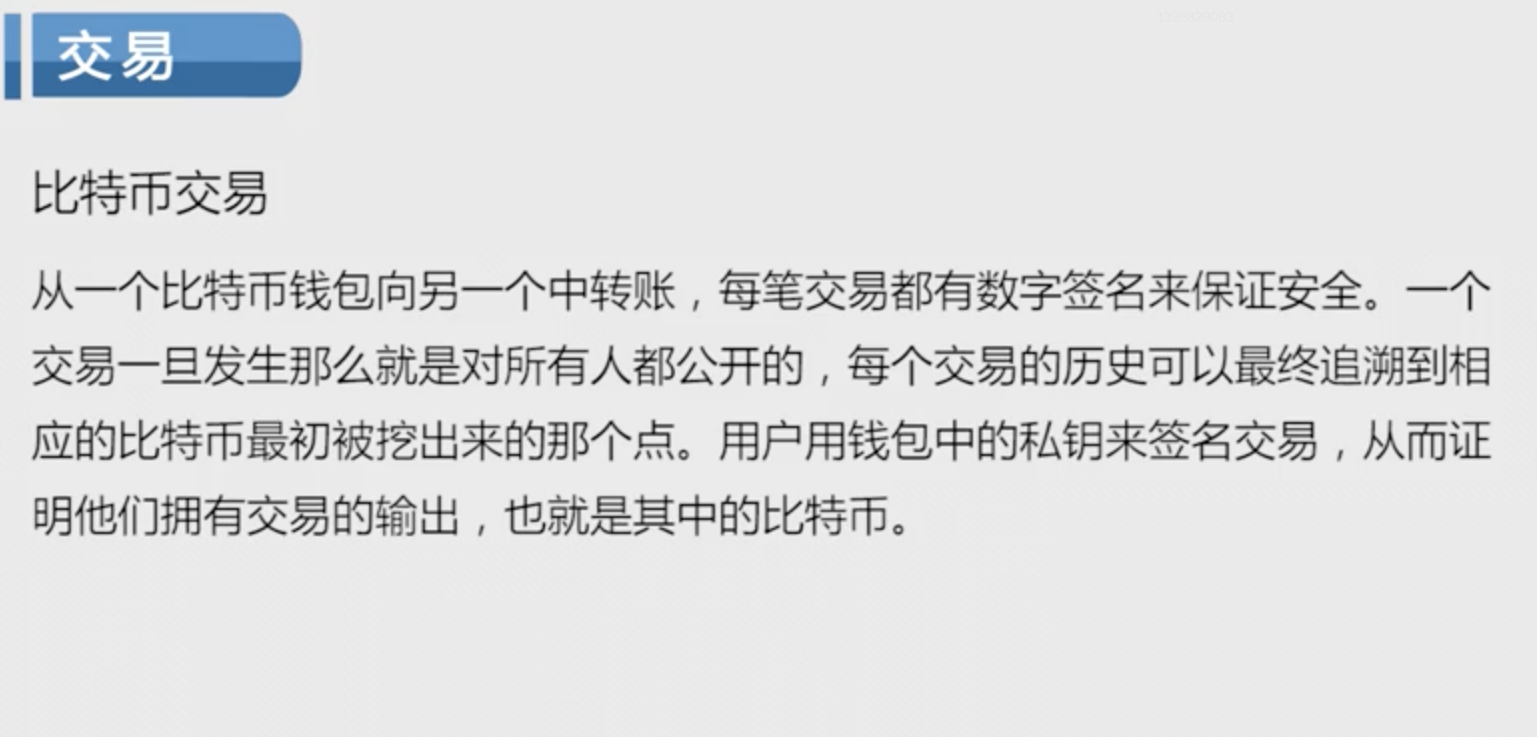 交易
比特币交易
从一个比特币钱包向另一个中转账，每笔交易都有数字签名来保证安全。一个
交易一旦发生那么就是对所有人都公开的，每个交易的历史可以最终追溯到相
应的比特币最初被挖出来的那个点。用户用钱包中的私钥来签名交易，从而证
明他们拥有交易的输出，也就是其中的比特币。